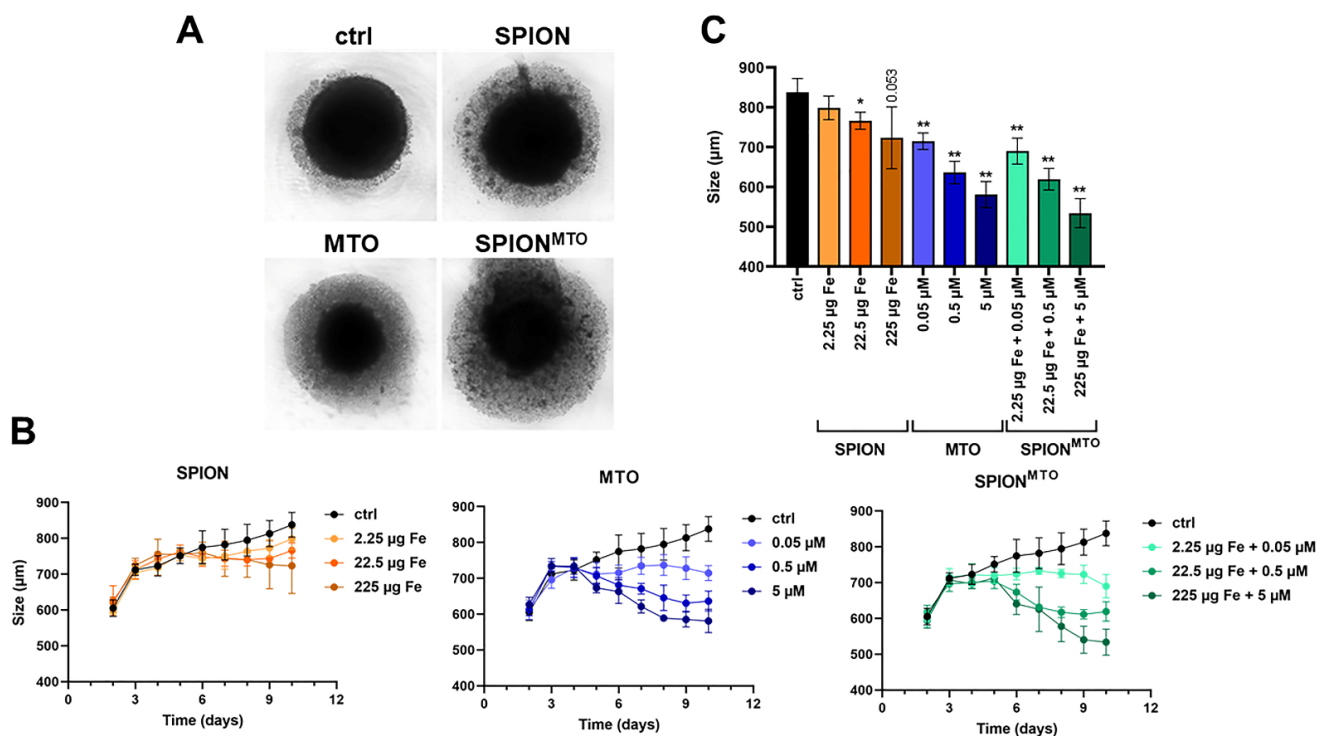 A
ctrl
SPION
MTO
SPIONᴹᵀᴼ
C
Size (µm)
900
800
700
600
500
400
*
0.053
**
**
**
**
**
**
ctrl
2.25 µg Fe
22.5 µg Fe
225 µg Fe
0.05 µM
0.5 µM
5 µM
2.25 µg Fe + 0.05 µM
22.5 µg Fe + 0.5 µM
225 µg Fe + 5 µM
SPION
MTO
SPIONᴹᵀᴼ
B
SPION
Size (µm)
900
800
700
600
500
400
0
3
6
9
12
Time (days)
ctrl
2.25 µg Fe
22.5 µg Fe
225 µg Fe
MTO
900
800
700
600
500
400
0
3
6
9
12
Time (days)
ctrl
0.05 µM
0.5 µM
5 µM
SPIONᴹᵀᴼ
900
800
700
600
500
400
0
3
6
9
12
Time (days)
ctrl
2.25 µg Fe + 0.05 µM
22.5 µg Fe + 0.5 µM
225 µg Fe + 5 µM